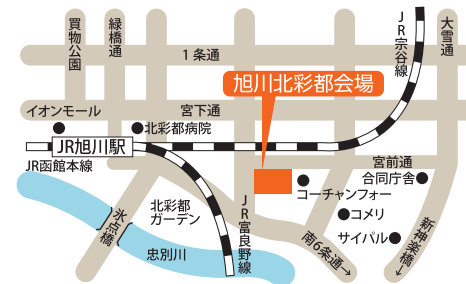 買物公園
緑橋通
1条通
JR宗谷線
大雪通
旭川北彩都会場
イオンモール
宮下通
北彩都病院
JR旭川駅
JR函館本線
宮前通
合同庁舎
コーチャンフォー
コメリ
サイパル
氷点橋
北彩都
ガーデン
忠別川
JR富良野線
南6条通→
新神楽橋→